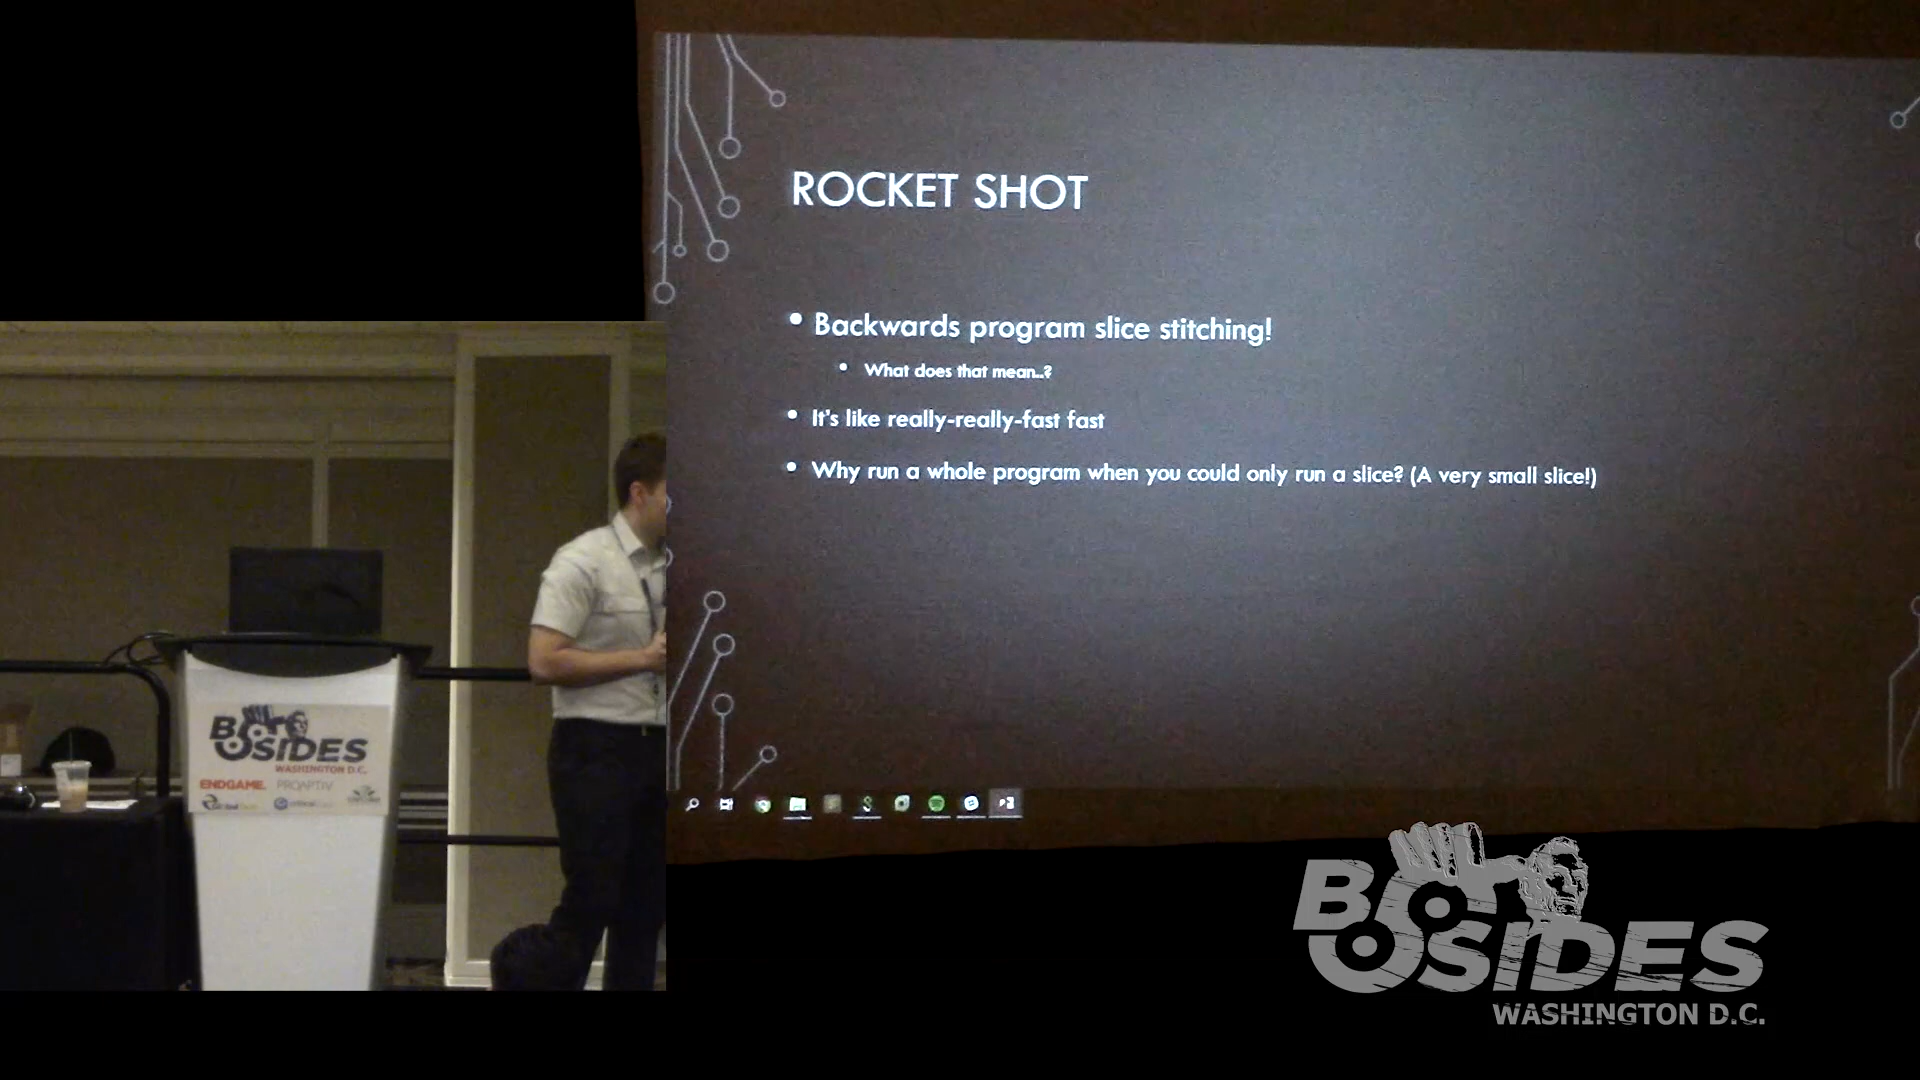 ROCKET SHOT
• Backwards program slice stitching!
• What does that mean...?
• It's like really-really-fast fast
• Why run a whole program when you could only run a slice? (A very small slice!)
BSIDES
WASHINGTON D.C.
ENDGAME. PROAPTIV
BSIDES
WASHINGTON D.C.